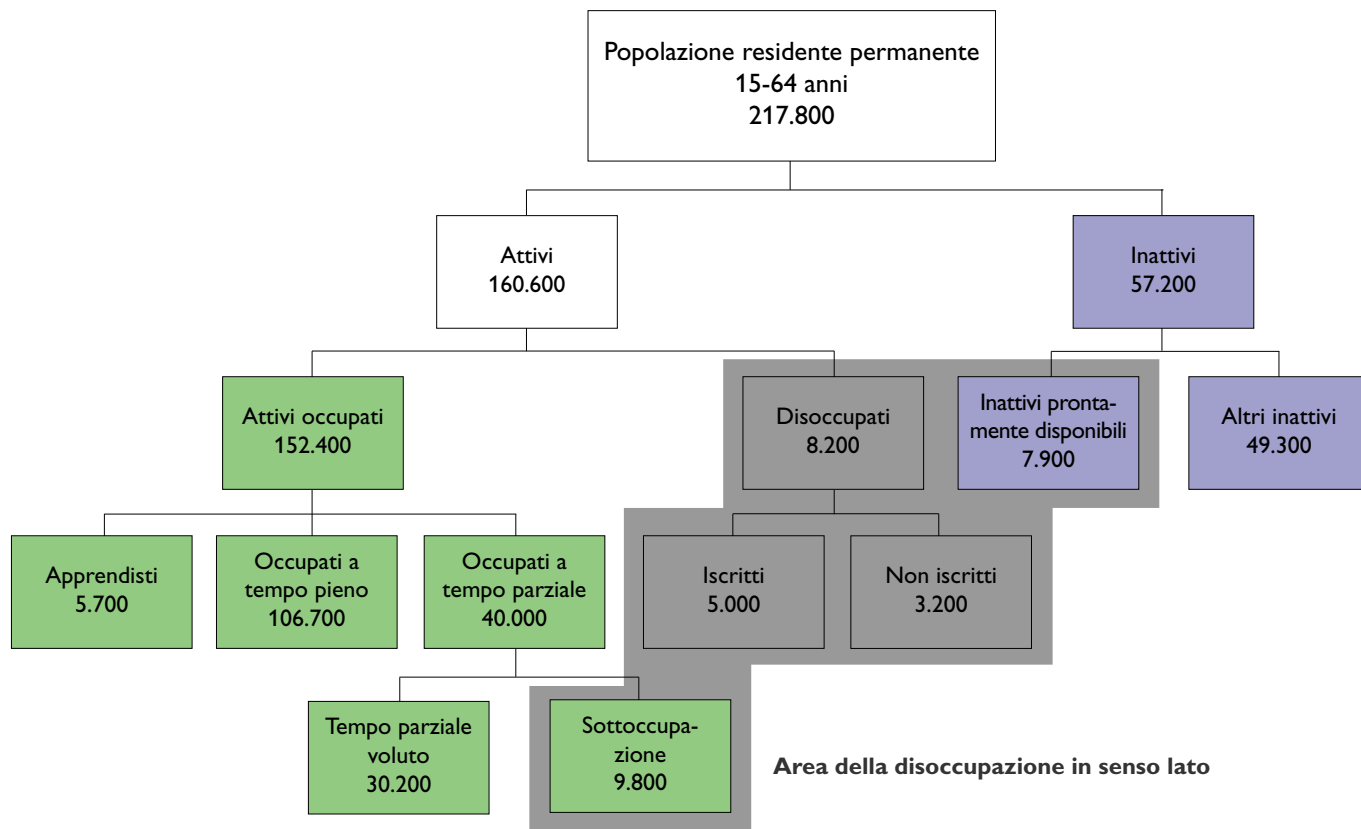 Popolazione residente permanente
15-64 anni
217.800
Attivi
160.600
Inattivi
57.200
Attivi occupati
152.400
Disoccupati
8.200
Inattivi pronta-
mente disponibili
7.900
Altri inattivi
49.300
Apprendisti
5.700
Occupati a
tempo pieno
106.700
Occupati a
tempo parziale
40.000
Iscritti
5.000
Non iscritti
3.200
Tempo parziale
voluto
30.200
Sottoccupa-
zione
9.800
Area della disoccupazione in senso lato